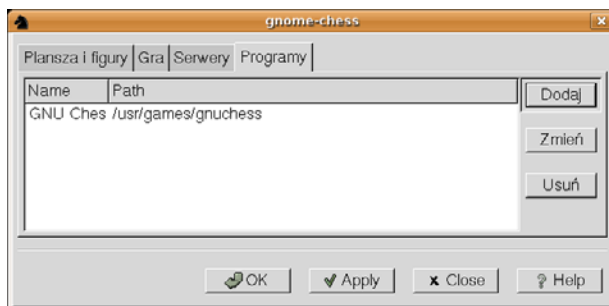 gnome-chess
Plansza i figury Gra Serwery Programy
Name Path
GNU Ches /usr/games/gnuchess
Dodaj
Zmień
Usuń
OK Apply Close Help